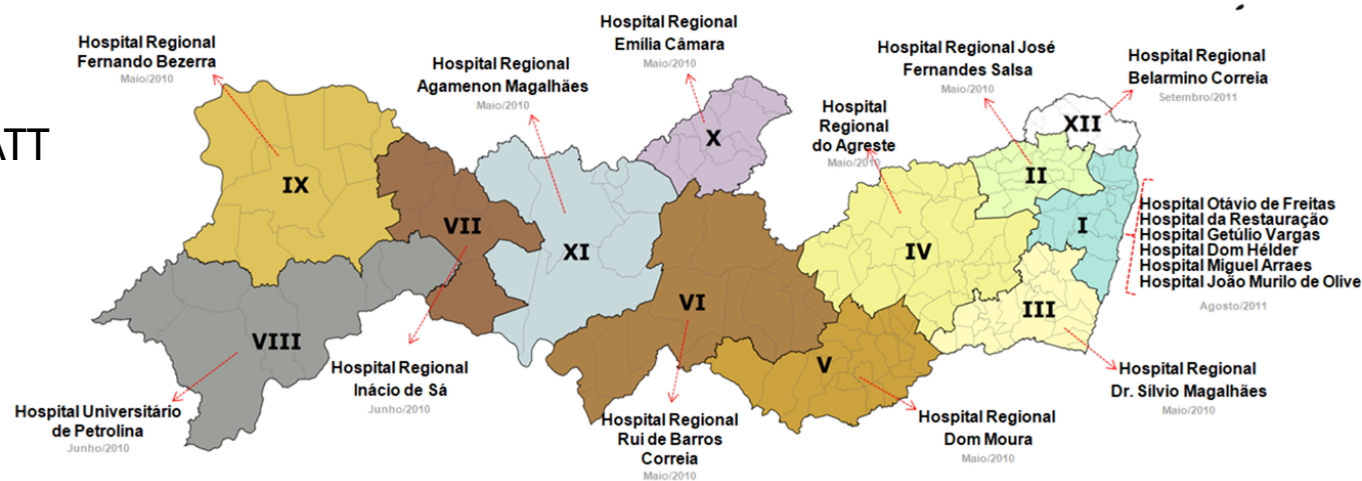 Hospital Regional
Emília Câmara
Maio/2010
Hospital Regional
Fernando Bezerra
Maio/2010
Hospital Regional
Agamenon Magalhães
Maio/2010
Hospital Regional José
Fernandes Salsa
Maio/2010
Hospital Regional
Belarmino Correia
Setembro/2011
Hospital
Regional
do Agreste
Maio/2010
ATT
XII
X
II
IX
VII
XI
IV
I
Hospital Otávio de Freitas
Hospital da Restauração
Hospital Getúlio Vargas
Hospital Dom Hélder
Hospital Miguel Arraes
Hospital João Murilo de Olive
Agosto/2011
VI
III
VIII
V
Hospital Regional
Inácio de Sá
Junho/2010
Hospital Regional
Dr. Sílvio Magalhães
Maio/2010
Hospital Universitário
de Petrolina
Junho/2010
Hospital Regional
Rui de Barros
Correia
Maio/2010
Hospital Regional
Dom Moura
Maio/2010